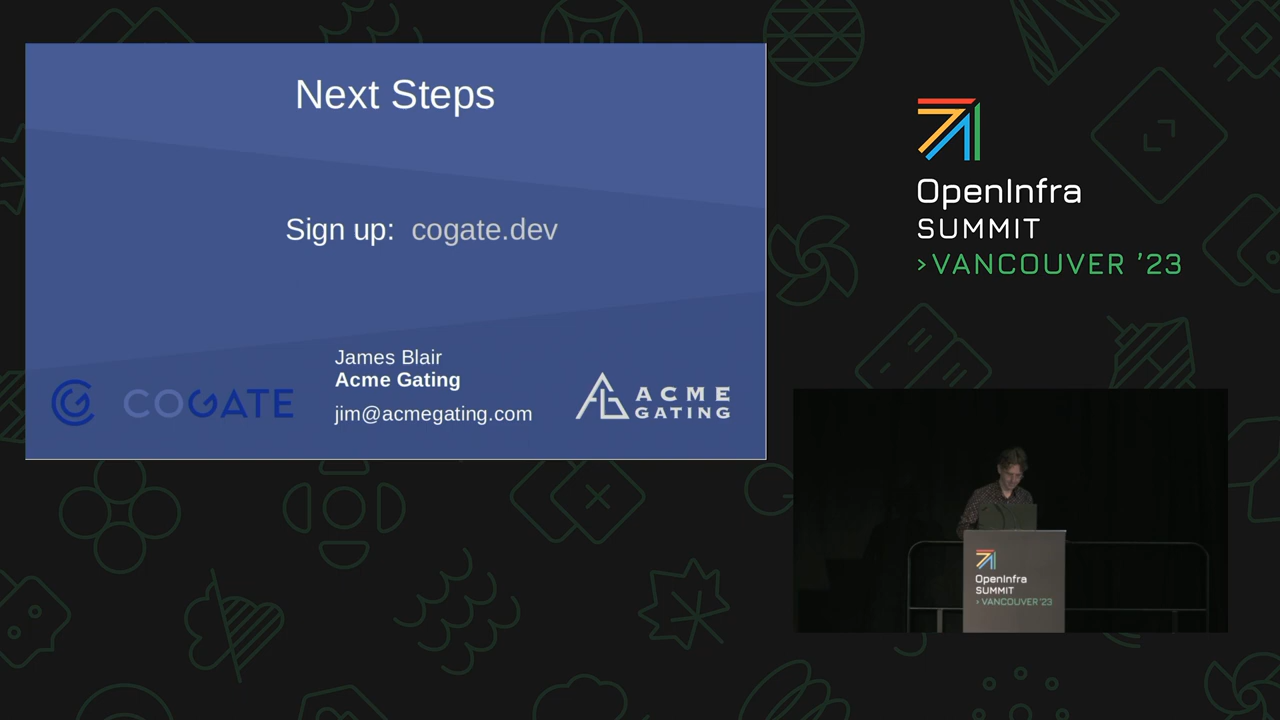 Next Steps
Sign up: cogate.dev
James Blair
Acme Gating
jim@acmegating.com
COGATE
ACME
GATING
OpenInfra
SUMMIT
>VANCOUVER ’23
OpenInfra
SUMMIT
>VANCOUVER ’23